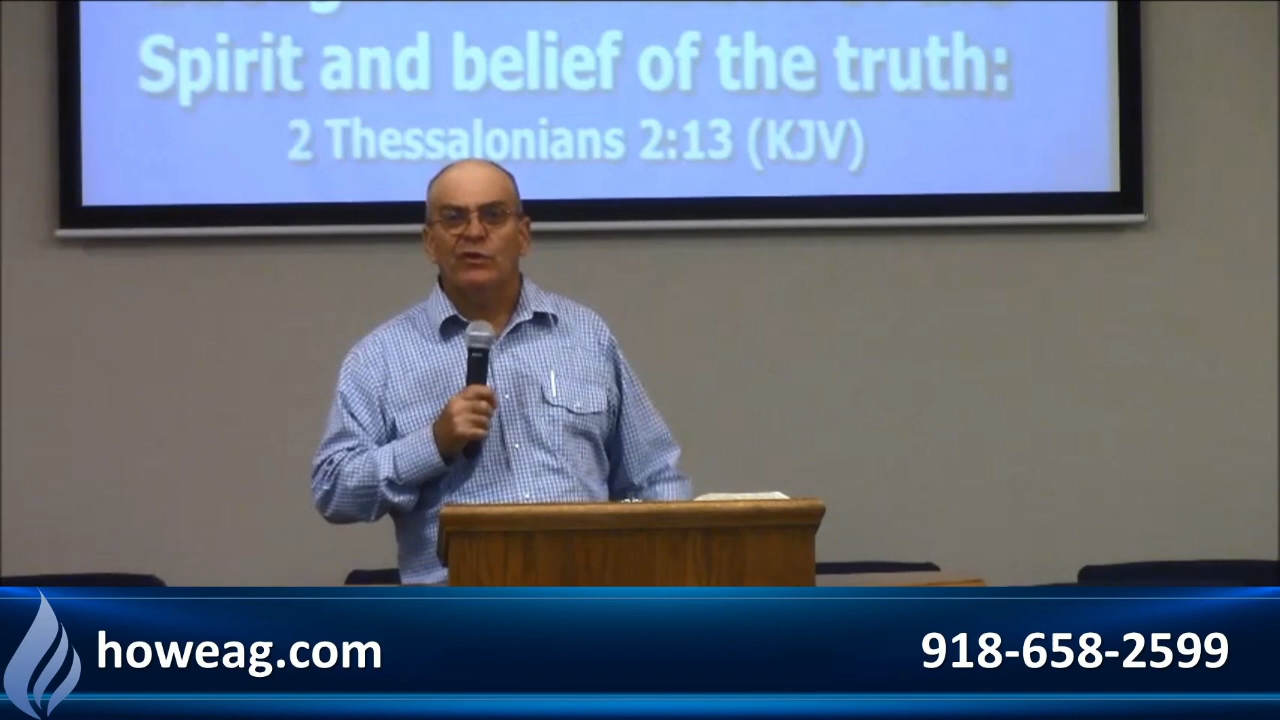 Spirit and belief of the truth:
2 Thessalonians 2:13 (KJV)
howeag.com
918-658-2599